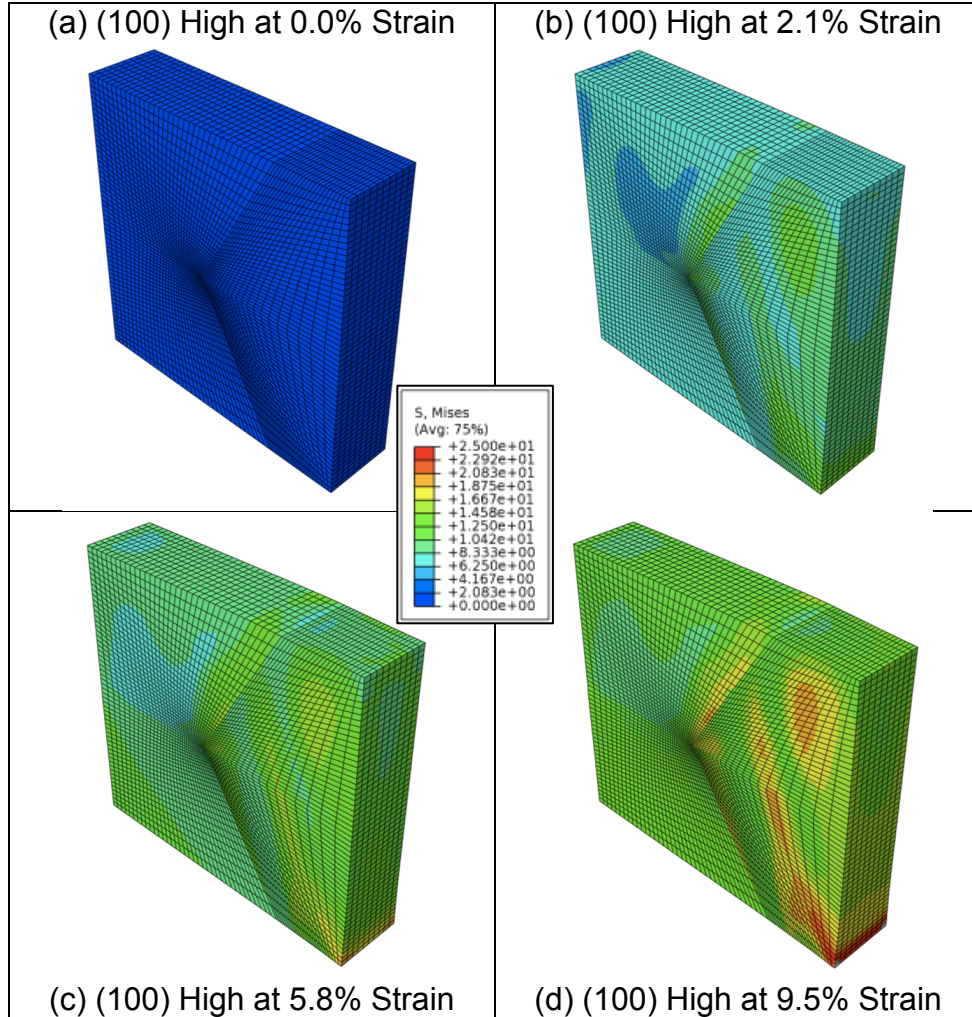 (a) (100) High at 0.0% Strain
(b) (100) High at 2.1% Strain
S, Mises
(Avg: 75%)
+2.500e+01
+2.292e+01
+2.083e+01
+1.875e+01
+1.667e+01
+1.458e+01
+1.250e+01
+1.042e+01
+8.333e+00
+6.250e+00
+4.167e+00
+2.083e+00
+0.000e+00
(c) (100) High at 5.8% Strain
(d) (100) High at 9.5% Strain